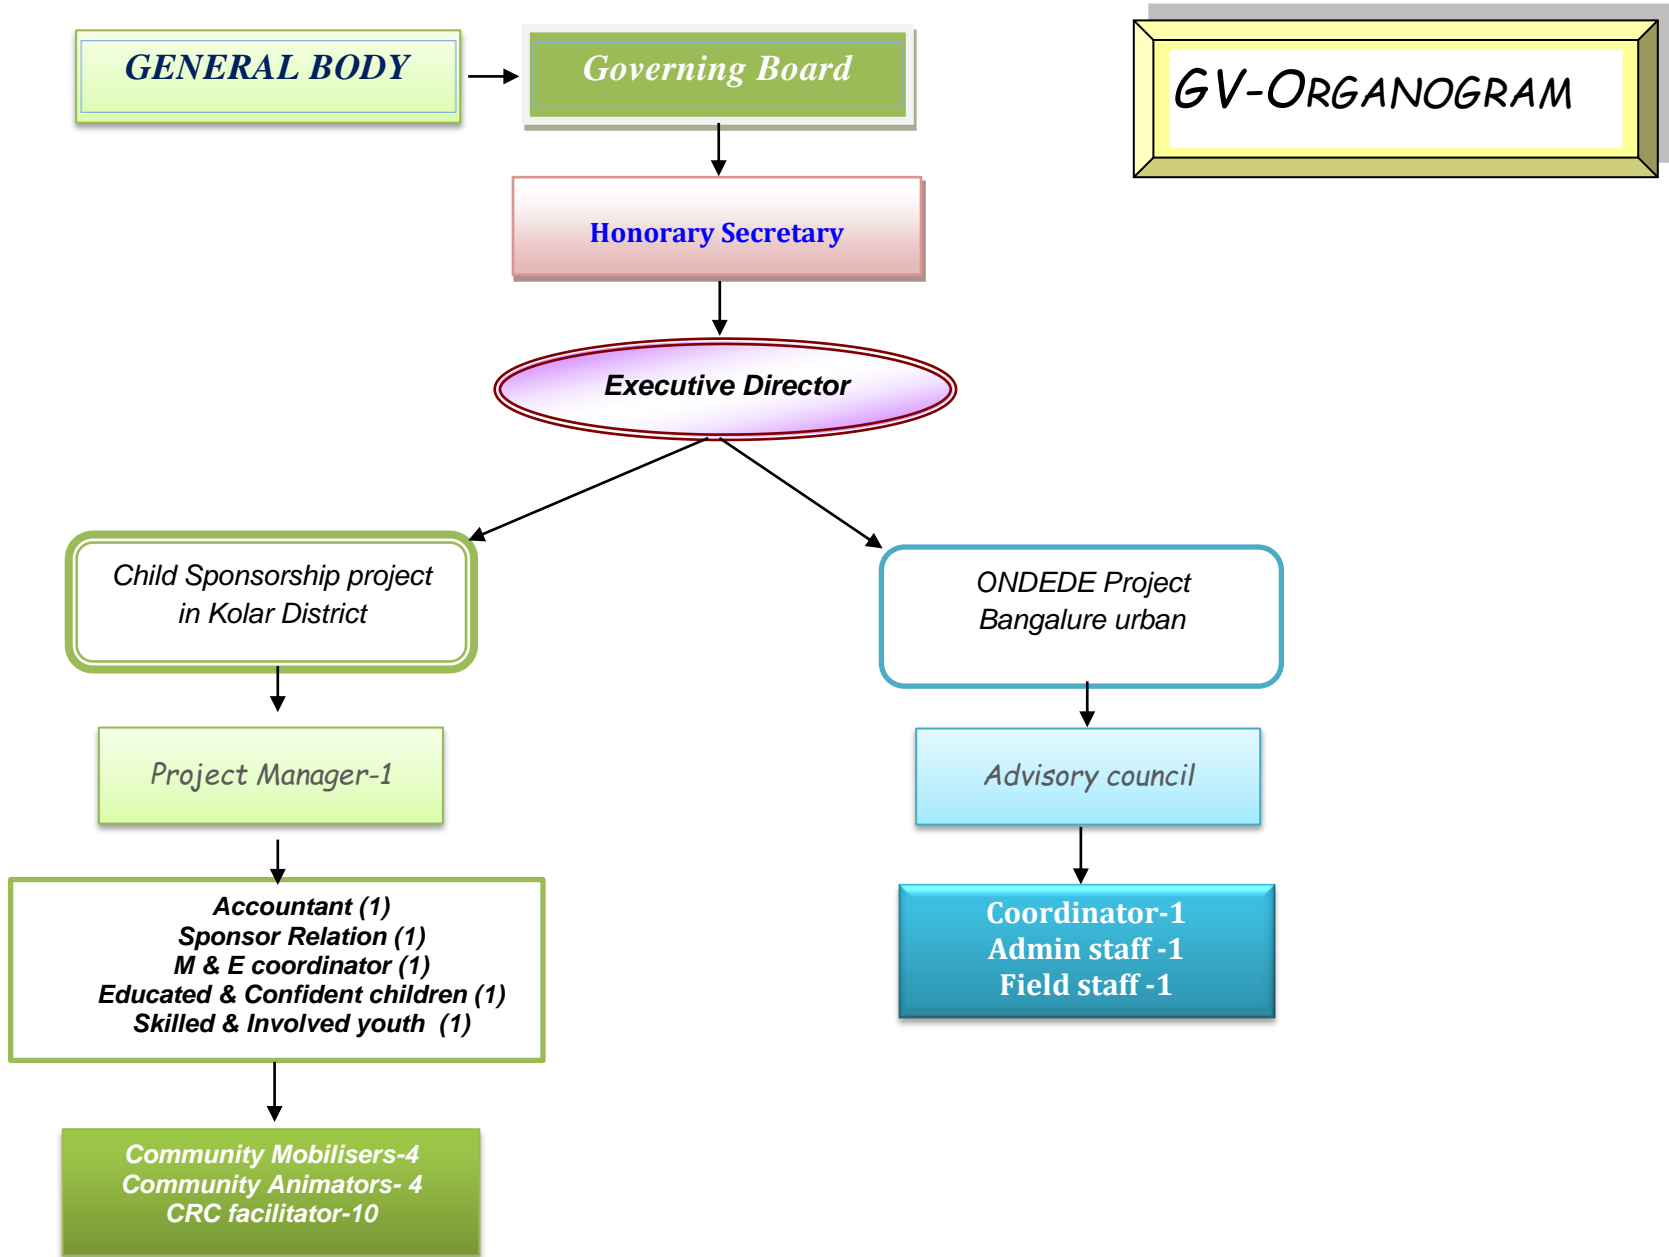 GENERAL BODY
Governing Board
GV-ORGANOGRAM
Honorary Secretary
Executive Director
Child Sponsorship project
in Kolar District
ONDEDE Project
Bangalure urban
Project Manager-1
Advisory council
Accountant (1)
Sponsor Relation (1)
M & E coordinator (1)
Educated & Confident children (1)
Skilled & Involved youth (1)
Coordinator-1
Admin staff -1
Field staff -1
Community Mobilisers-4
Community Animators- 4
CRC facilitator-10